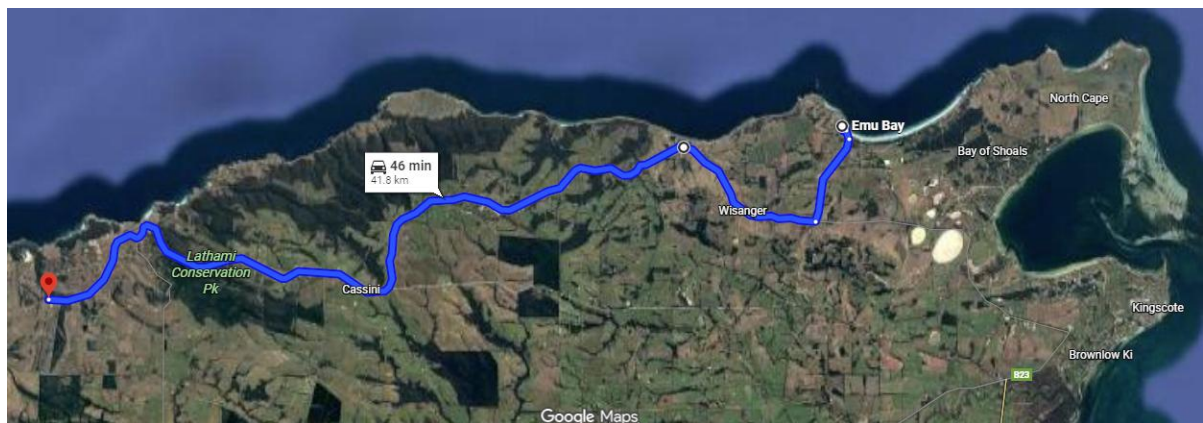 North Cape
Emu Bay
Bay of Shoals
46 min
41.8 km
Wisanger
Lathami
Conservation
Pk
Cassini
Kingscote
Brownlow Ki
B23
Google Maps